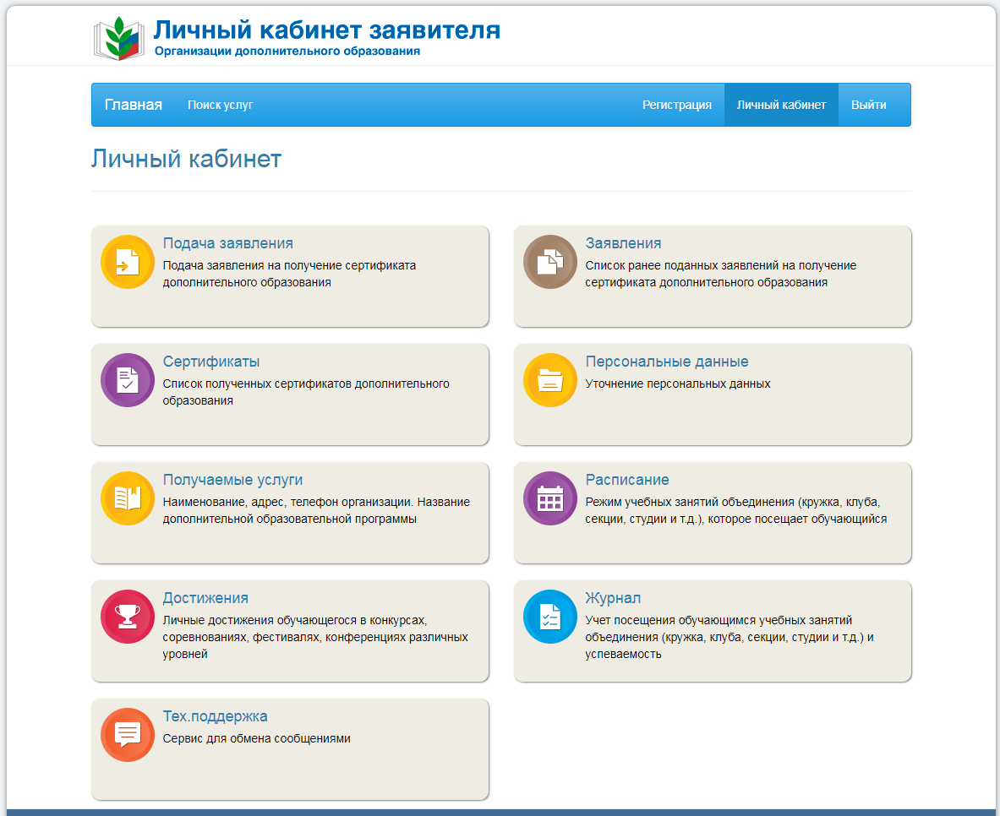 Личный кабинет заявителя
Организации дополнительного образования
Главная Поиск услуг Регистрация Личный кабинет Выйти
Личный кабинет
Подача заявления
Подача заявления на получение сертификата
дополнительного образования
Заявления
Список ранее поданных заявлений на получение
сертификата дополнительного образования
Сертификаты
Список полученных сертификатов дополнительного
образования
Персональные данные
Уточнение персональных данных
Получаемые услуги
Наименование, адрес, телефон организации. Название
дополнительной образовательной программы
Расписание
Режим учебных занятий объединения (кружка, клуба,
секции, студии и т.д.), которое посещает обучающийся
Достижения
Личные достижения обучающегося в конкурсах,
соревнованиях, фестивалях, конференциях различных
уровней
Журнал
Учет посещения обучающимся учебных занятий
объединения (кружка, клуба, секции, студии и т.д.) и
успеваемость
Тех.поддержка
Сервис для обмена сообщениями